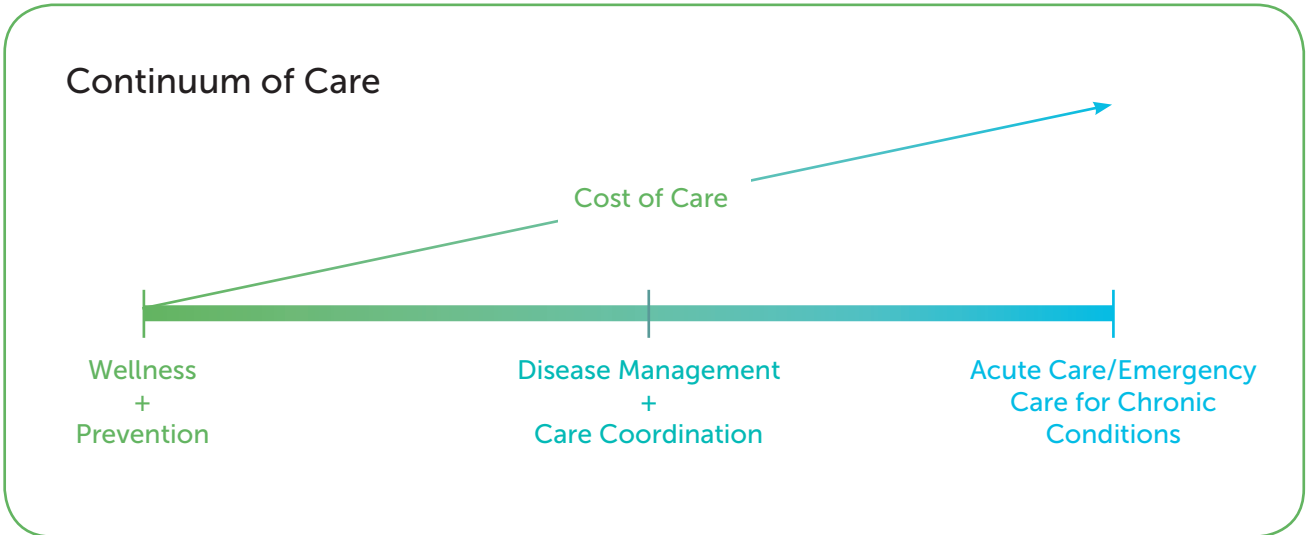 Continuum of Care
Cost of Care
Wellness
+
Prevention
Disease Management
+
Care Coordination
Acute Care/Emergency
Care for Chronic
Conditions